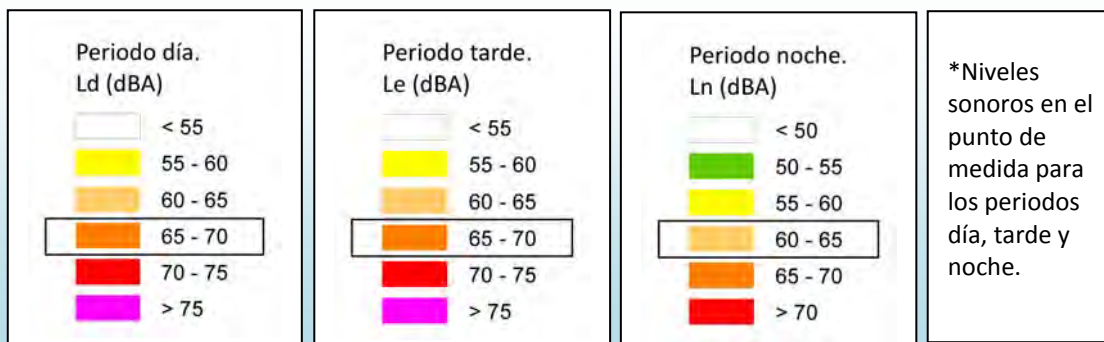 Periodo día.
Ld (dBA)
< 55
55 - 60
60 - 65
65 - 70
70 - 75
> 75
Periodo tarde.
Le (dBA)
< 55
55 - 60
60 - 65
65 - 70
70 - 75
> 75
Periodo noche.
Ln (dBA)
< 50
50 - 55
55 - 60
60 - 65
65 - 70
> 70
*Niveles
sonoros en el
punto de
medida para
los periodos
día, tarde y
noche.